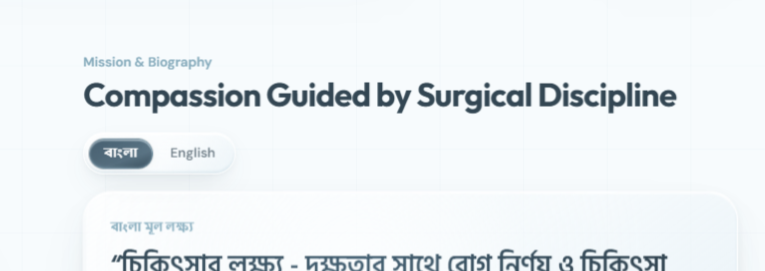 Mission & Biography
Compassion Guided by Surgical Discipline
বাংলা English
বাংলা মূল লক্ষ্য
“চিকিৎসার লক্ষ্য - দক্ষতার সাথে রোগ নির্ণয় ও চিকিৎসা